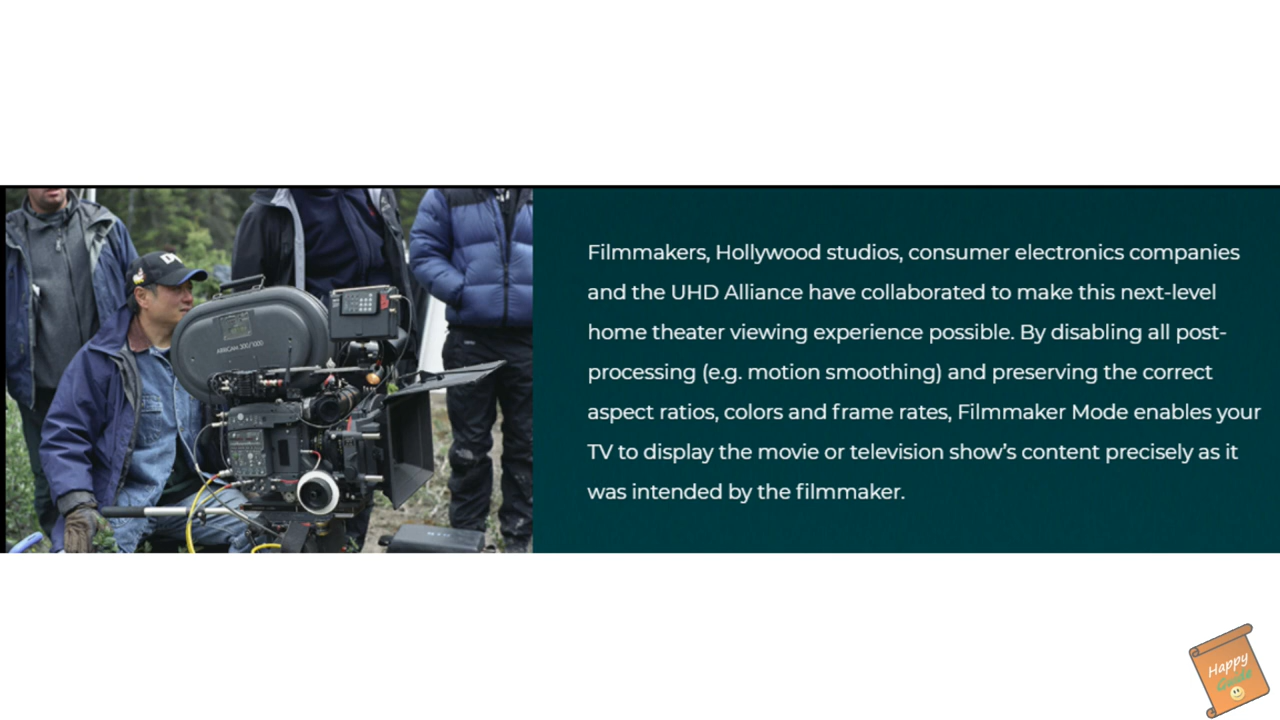 Filmmakers, Hollywood studios, consumer electronics companies
and the UHD Alliance have collaborated to make this next-level
home theater viewing experience possible. By disabling all post-
processing (e.g. motion smoothing) and preserving the correct
aspect ratios, colors and frame rates, Filmmaker Mode enables your
TV to display the movie or television show’s content precisely as it
was intended by the filmmaker.
Happy
Guide